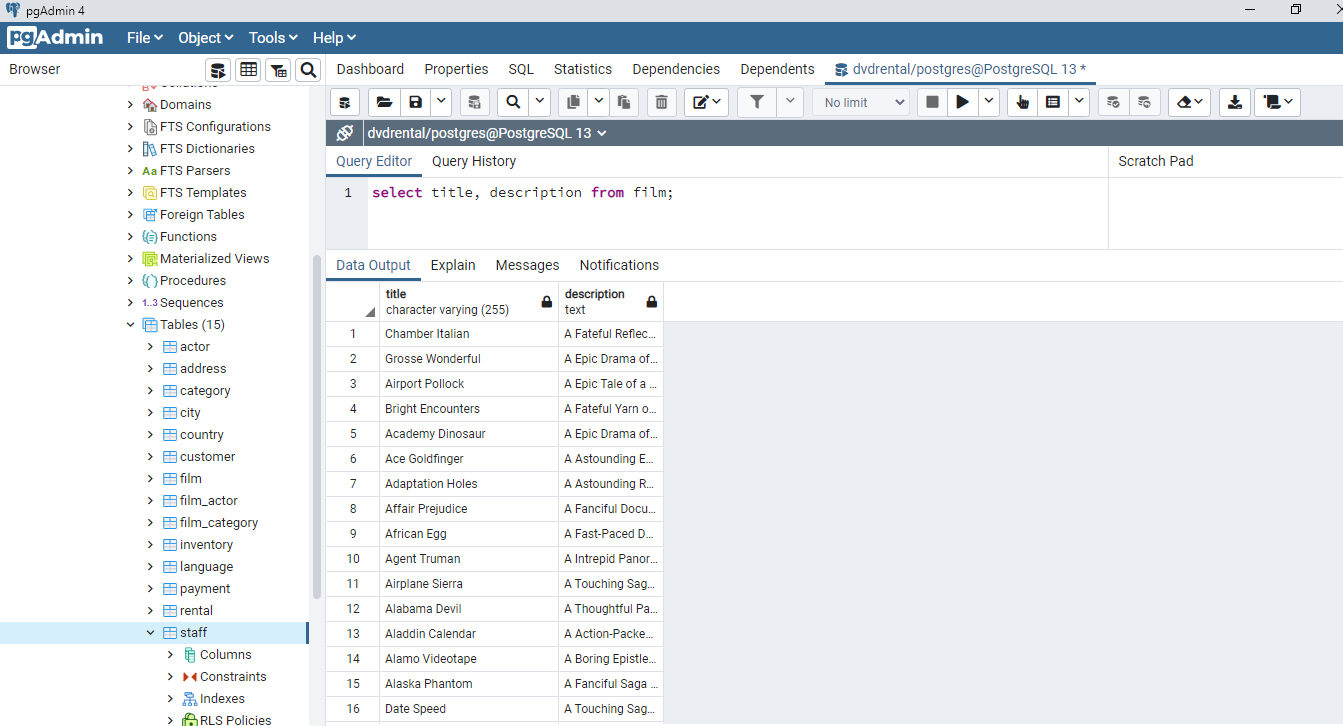 pgAdmin 4
pgAdmin File Object Tools Help
Browser
Dashboard Properties SQL Statistics Dependencies Dependents dvdrental/postgres@PostgreSQL 13 *
No limit
dvdrental/postgres@PostgreSQL 13
Query Editor Query History Scratch Pad
1 select title, description from film;
Data Output Explain Messages Notifications
Domains
FTS Configurations
FTS Dictionaries
Aa FTS Parsers
FTS Templates
Foreign Tables
Functions
Materialized Views
Procedures
1..3 Sequences
Tables (15)
actor
address
category
city
country
customer
film
film_actor
film_category
inventory
language
payment
rental
staff
Columns
Constraints
Indexes
RLS Policies
title description
character varying (255) text
1 Chamber Italian A Fateful Reflec...
2 Grosse Wonderful A Epic Drama of...
3 Airport Pollock A Epic Tale of a ...
4 Bright Encounters A Fateful Yarn o...
5 Academy Dinosaur A Epic Drama of...
6 Ace Goldfinger A Astounding E...
7 Adaptation Holes A Astounding R...
8 Affair Prejudice A Fanciful Docu...
9 African Egg A Fast-Paced D...
10 Agent Truman A Intrepid Panor...
11 Airplane Sierra A Touching Sag...
12 Alabama Devil A Thoughtful Pa...
13 Aladdin Calendar A Action-Packe...
14 Alamo Videotape A Boring Epistle...
15 Alaska Phantom A Fanciful Saga ...
16 Date Speed A Touching Sag...